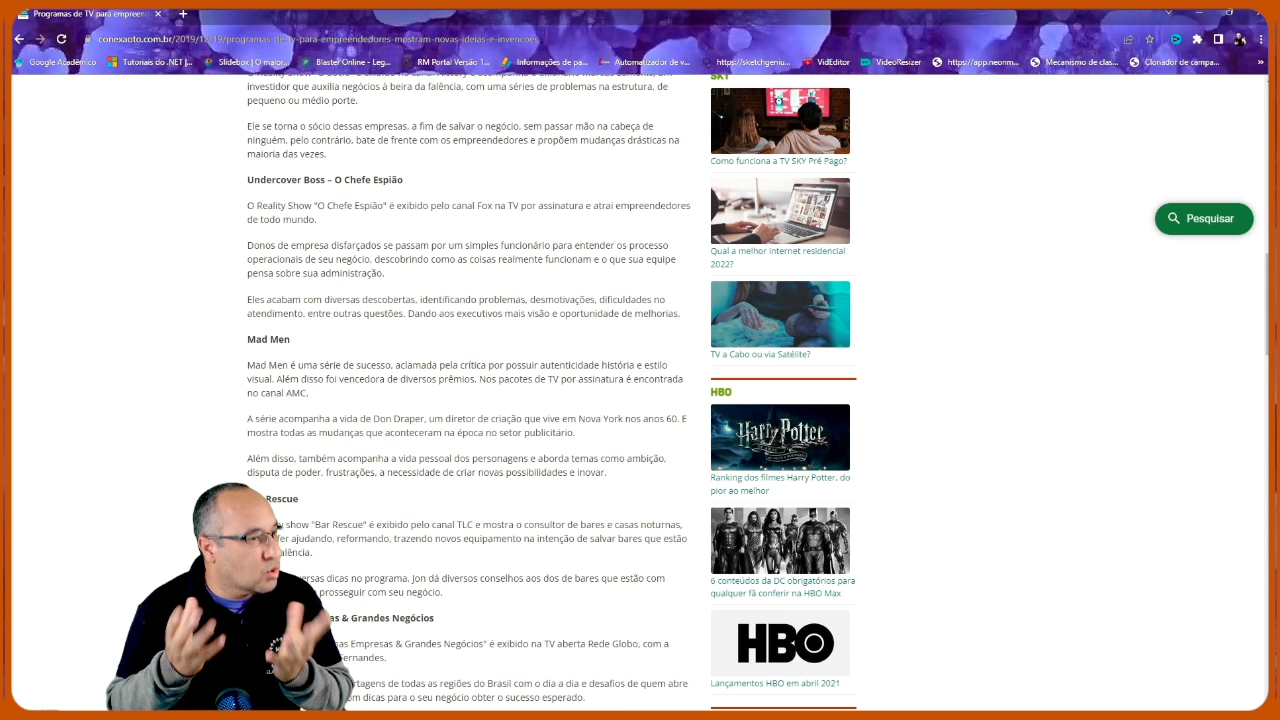 Programas de TV para empreend
conexaoto.com.br/2019/12/19/programas-de-tv-para-empreendedores-mostram-novas-ideias-e-invencoes
Google Acadêmico
Tutoriais do .NET |...
Slidebox | O maior...
Blaster Online - Leg...
RM Portal Versão 1...
Informações de pa...
Automatizador de v...
https://sketchgeniu...
VidEditor
VideoResizer
https://app.neonm...
Mecanismo de clas...
Clonador de campa...
»
investidor que auxilia negócios à beira da falência, com uma séries de problemas na estrutura, de
pequeno ou médio porte.
Ele se torna o sócio dessas empresas, a fim de salvar o negócio, sem passar mão na cabeça de
ninguém, pelo contrário, bate de frente com os empreendedores e propõem mudanças drásticas na
maioria das vezes.
Undercover Boss – O Chefe Espião
O Reality Show "O Chefe Espião" é exibido pelo canal Fox na TV por assinatura e atrai empreendedores
de todo mundo.
Donos de empresa disfarçados se passam por um simples funcionário para entender os processo
operacionais de seu negócio, descobrindo como as coisas realmente funcionam e o que sua equipe
pensa sobre sua administração.
Eles acabam com diversas descobertas, identificando problemas, desmotivações, dificuldades no
atendimento, entre outras questões. Dando aos executivos mais visão e oportunidade de melhorias.
Mad Men
Mad Men é uma série de sucesso, aclamada pela crítica por possuir autenticidade história e estilo
visual. Além disso foi vencedora de diversos prêmios. Nos pacotes de TV por assinatura é encontrada
no canal AMC.
A série acompanha a vida de Don Draper, um diretor de criação que vive em Nova York nos anos 60. E
mostra todas as mudanças que aconteceram na época no setor publicitário.
Além disso, também acompanha a vida pessoal dos personagens e aborda temas como ambição,
disputa de poder, frustrações, a necessidade de criar novas possibilidades e inovar.
Rescue
show "Bar Rescue" é exibido pelo canal TLC e mostra o consultor de bares e casas noturnas,
fer ajudando, reformando, trazendo novos equipamento na intenção de salvar bares que estão
alência.
versas dicas no programa, Jon dá diversos conselhos aos dos de bares que estão com
prosseguir com seu negócio.
as & Grandes Negócios
nas Empresas & Grandes Negócios" é exibido na TV aberta Rede Globo, com a
Fernandes.
rtagens de todas as regiões do Brasil com o dia a dia e desafios de quem abre
om dicas para o seu negócio obter o sucesso esperado.
SKY
Como funciona a TV SKY Pré Pago?
Qual a melhor internet residencial
2022?
TV a Cabo ou via Satélite?
HBO
Harry Potter
Ranking dos filmes Harry Potter, do
pior ao melhor
6 conteúdos da DC obrigatórios para
qualquer fã conferir na HBO Max
HBO
Lançamentos HBO em abril 2021
Pesquisar